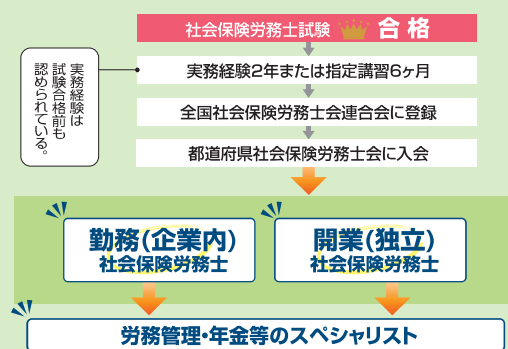 社会保険労務士試験 合格
実務経験2年または指定講習6ヶ月
実務経験は
試験合格前も
認められている。
全国社会保険労務士会連合会に登録
都道府県社会保険労務士会に入会
勤務(企業内)
社会保険労務士
開業(独立)
社会保険労務士
労務管理・年金等のスペシャリスト